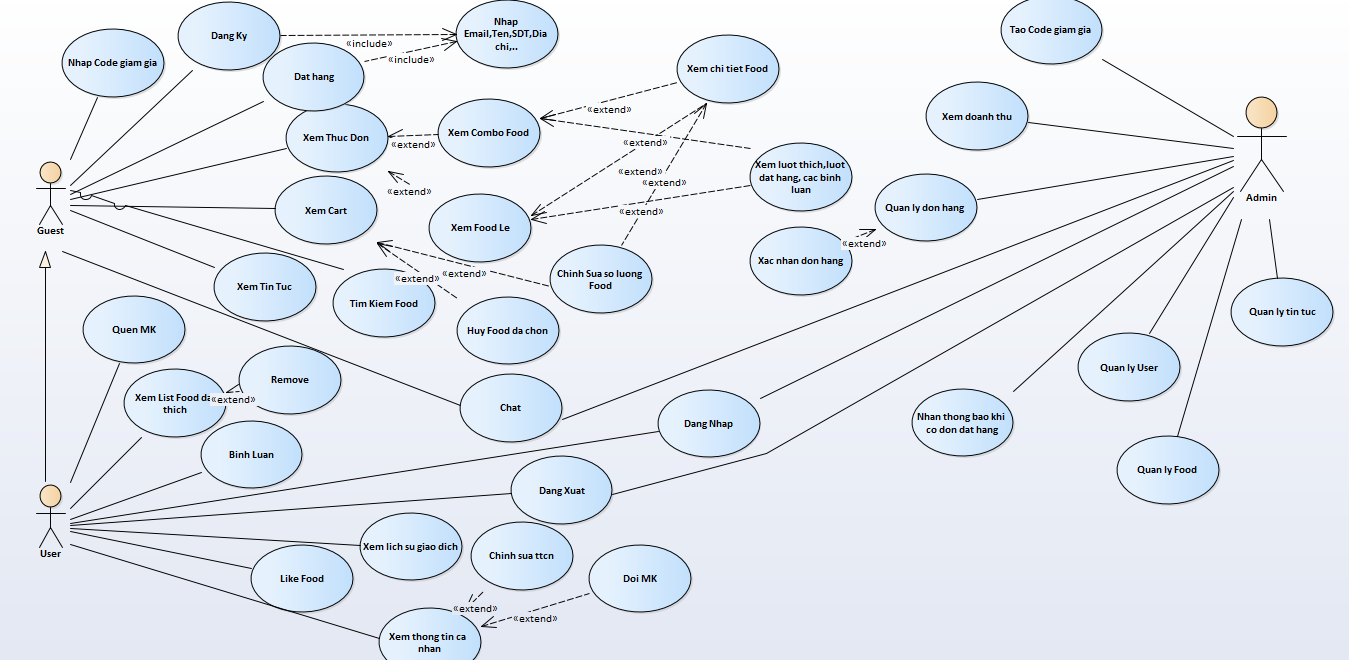 Nhap Code giam gia
Dang Ky
«include»
Nhap
Email,Ten,SDT,Dia
chi,..
«include»
Dat hang
Xem chi tiet Food
Tao Code giam gia
Xem Thuc Don
«extend»
Xem Combo Food
«extend»
«extend»
Xem doanh thu
Xem luot thich,luot
dat hang, cac binh
luan
«extend»
«extend»
«extend»
«extend»
Guest
Xem Cart
Xem Food Le
Quan ly don hang
Admin
«extend»
Xac nhan don hang
Xem Tin Tuc
Tim Kiem Food
«extend»
«extend»
Chinh Sua so luong
Food
Huy Food da chon
Quan ly tin tuc
Quen MK
Xem List Food da
thich
«extend»
Remove
Chat
Dang Nhap
Quan ly User
Nhan thong bao khi
co don dat hang
Quan ly Food
Binh Luan
Dang Xuat
User
Xem lich su giao dich
Like Food
Chinh sua ttcn
Doi MK
«extend»
«extend»
Xem thong tin ca
nhan